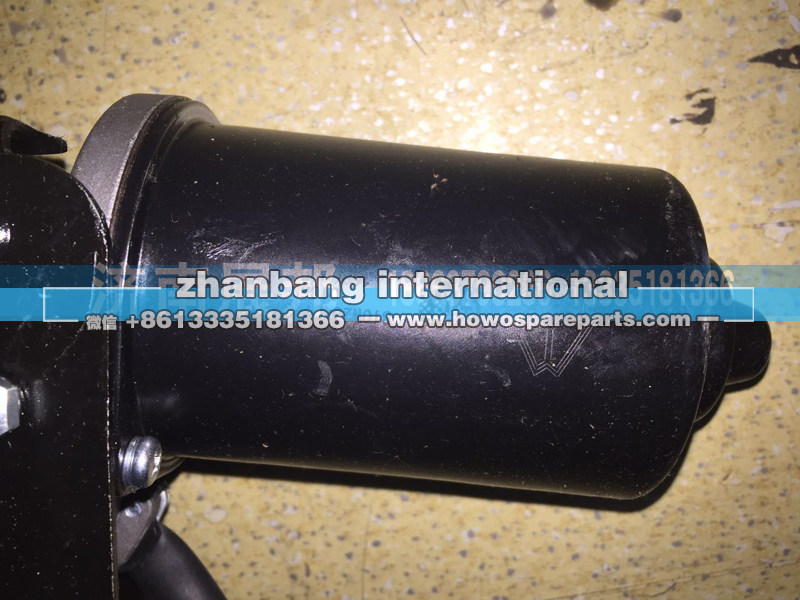 zhanbang international
微信 +8613335181366 — www.howospareparts.com —